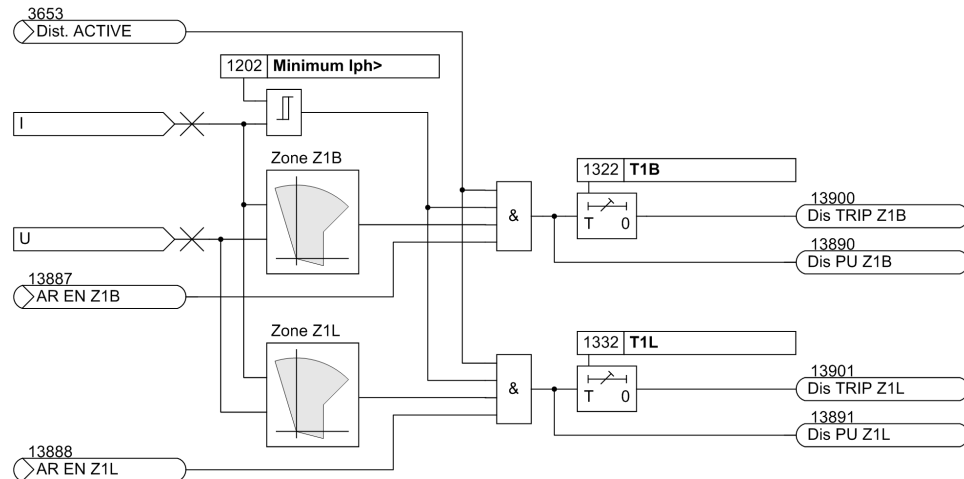 3653
Dist. ACTIVE
1202 Minimum Iph>
I
Zone Z1B
1322 T1B
&
T 0
13900
Dis TRIP Z1B
13890
Dis PU Z1B
U
13887
AR EN Z1B
Zone Z1L
1332 T1L
&
T 0
13901
Dis TRIP Z1L
13891
Dis PU Z1L
13888
AR EN Z1L